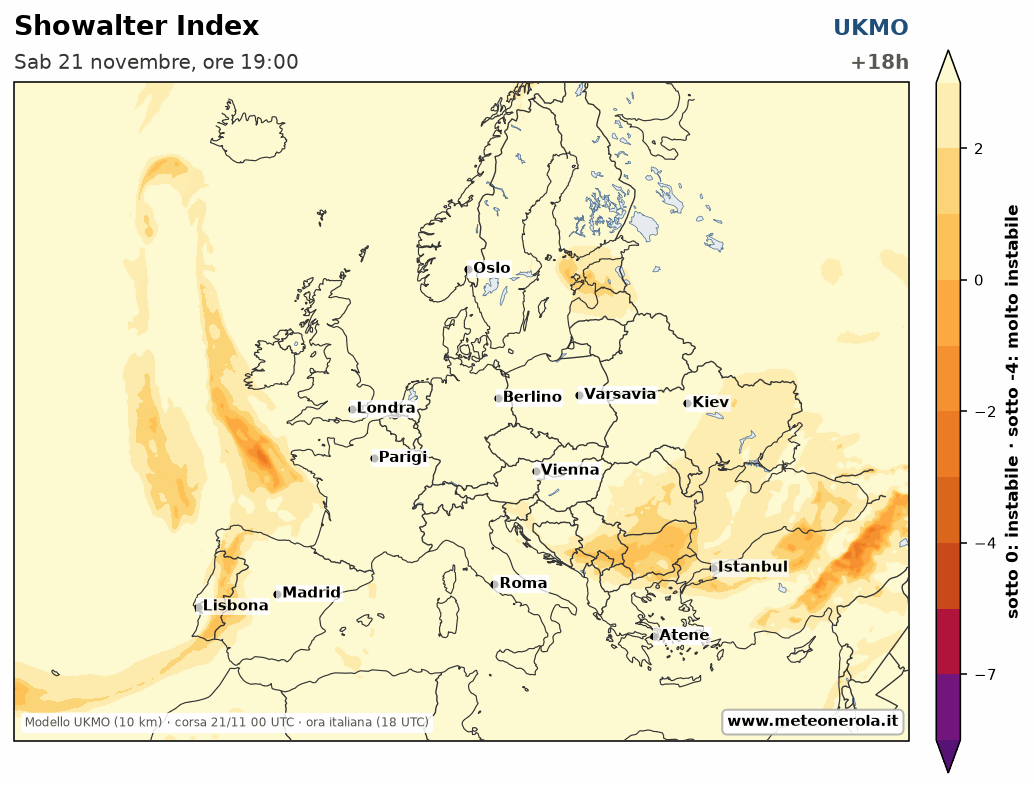 Showalter Index
UKMO
Sab 21 novembre, ore 19:00
+18h
Oslo
Londra
Berlino
Varsavia
Kiev
Parigi
Vienna
Istanbul
Roma
Madrid
Lisbona
Atene
Modello UKMO (10 km) · corsa 21/11 00 UTC · ora italiana (18 UTC)
www.meteonerola.it
2
0
−2
−4
−7
sotto 0: instabile · sotto -4: molto instabile